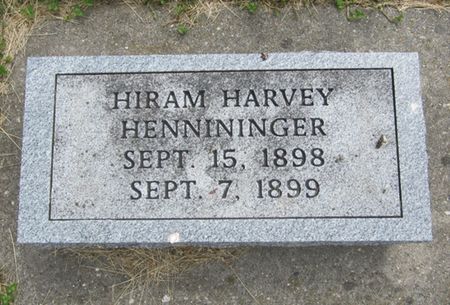 HIRAM HARVEY
HENNININGER
SEPT. 15, 1898
SEPT. 7, 1899